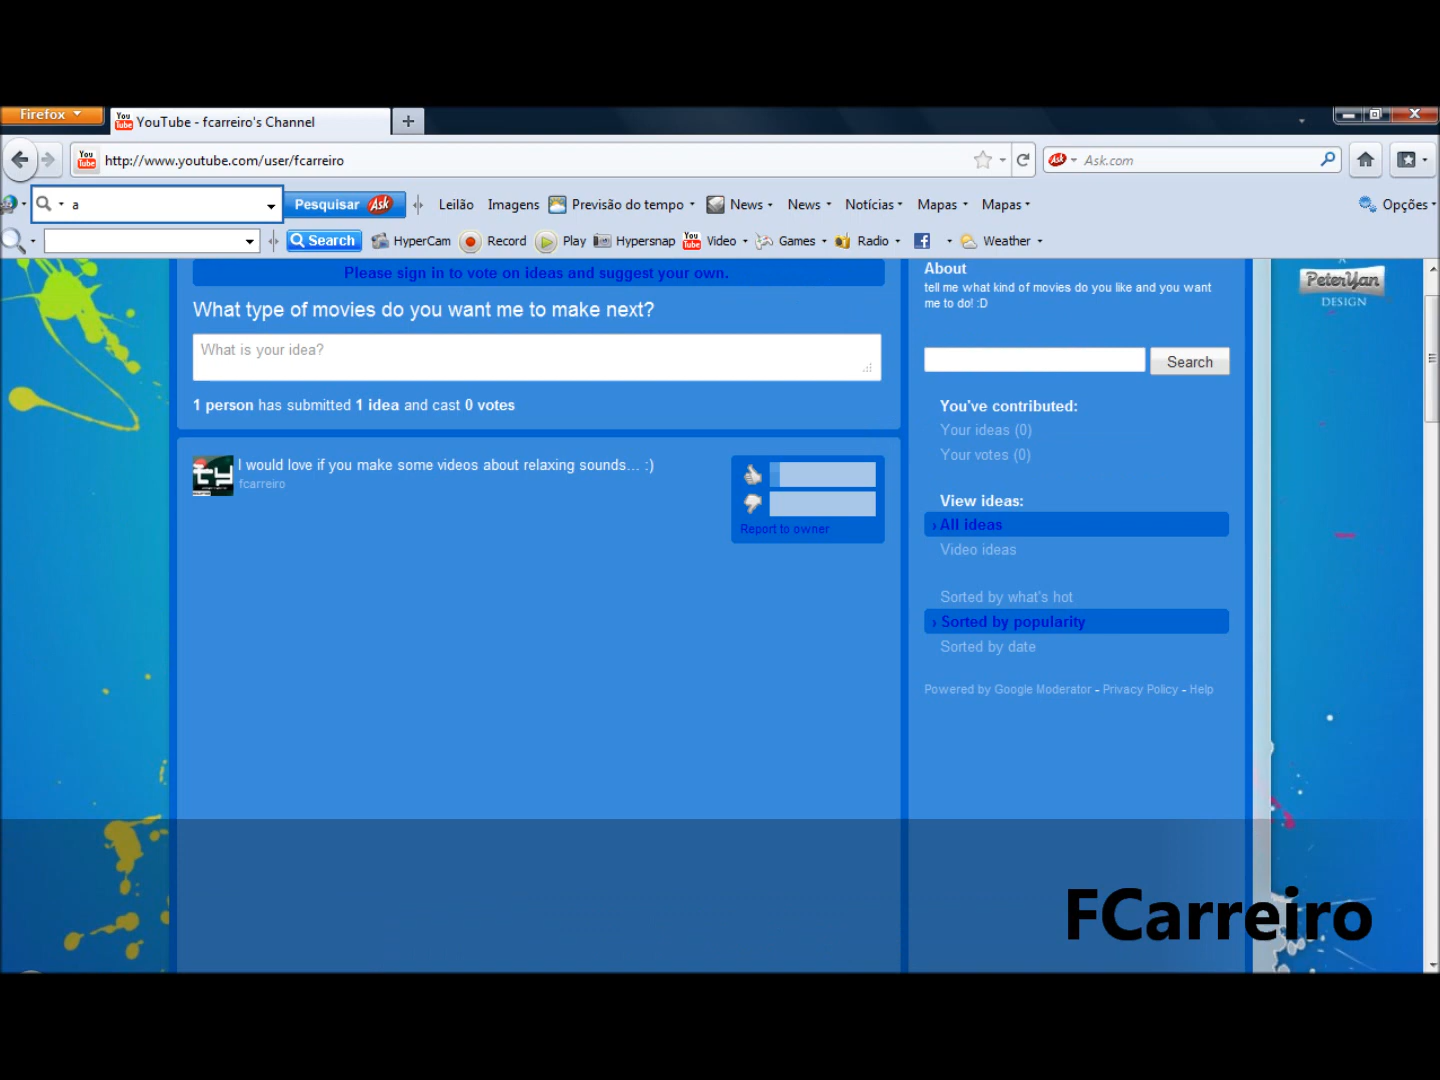 Firefox
YouTube - fcarreiro's Channel
http://www.youtube.com/user/fcarreiro
Ask Ask.com
a
Pesquisar Ask Leilão Imagens Previsão do tempo News News Notícias Mapas Mapas Opções
Search HyperCam Record Play Hypersnap You Tube Video Games Radio Weather
Please sign in to vote on ideas and suggest your own.
What type of movies do you want me to make next?
What is your idea?
1 person has submitted 1 idea and cast 0 votes
I would love if you make some videos about relaxing sounds... :)
fcarreiro
Report to owner
About
tell me what kind of movies do you like and you want
me to do! :D
Search
You've contributed:
Your ideas (0)
Your votes (0)
View ideas:
› All ideas
Video ideas
Sorted by what's hot
› Sorted by popularity
Sorted by date
Powered by Google Moderator - Privacy Policy - Help
PeterYan
DESIGN
FCarreiro